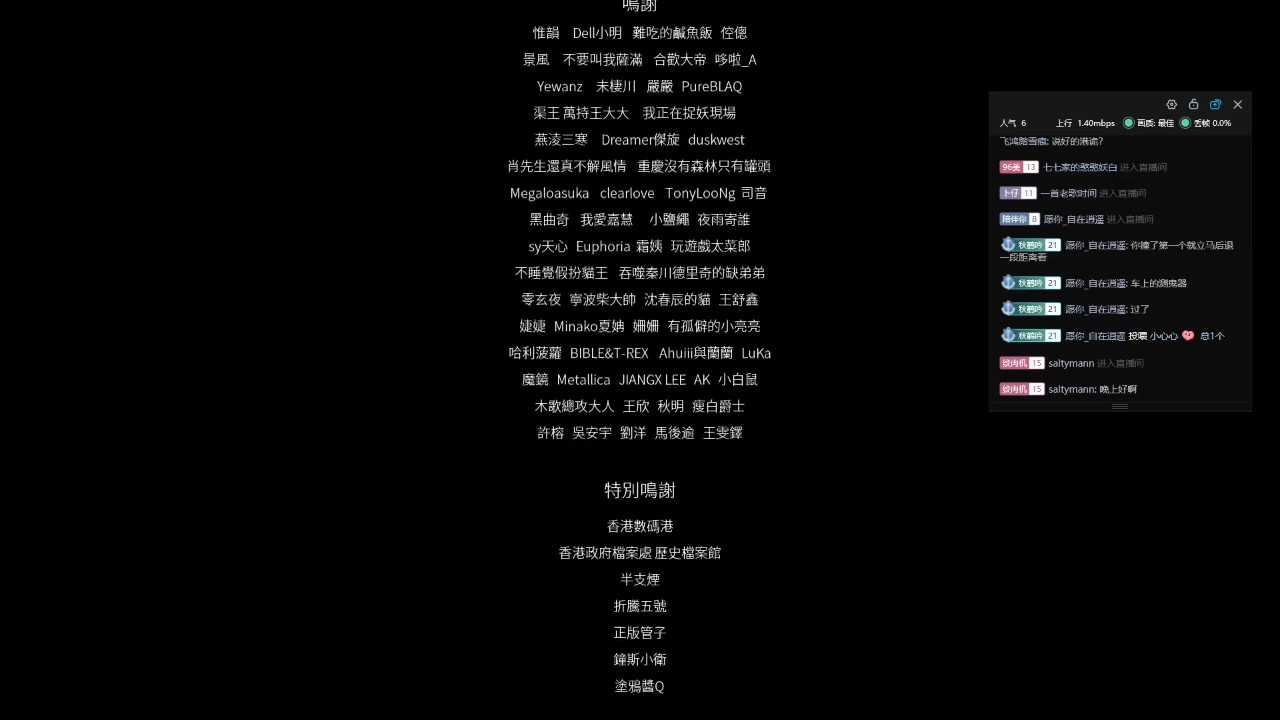 鳴謝
惟韻 Dell小明 難吃的鹹魚飯 倥傯
景風 不要叫我薩滿 合歡大帝 哆啦_A
Yewanz 未棲川 嚴嚴 PureBLAQ
渠王 萬持王大大 我正在捉妖現場
燕淩三寒 Dreamer傑旋 duskwest
肖先生還真不解風情 重慶沒有森林只有罐頭
Megaloasuka clearlove TonyLooNg 司音
黑曲奇 我愛嘉慧 小鹽繩 夜雨寄誰
sy天心 Euphoria 霜姨 玩遊戲太菜郎
不睡覺假扮貓王 吞噬秦川德里奇的缺弟弟
零玄夜 寧波柴大帥 沈春辰的貓 王舒鑫
婕婕 Minako夏妠 姍姍 有孤僻的小亮亮
哈利菠蘿 BIBLE&T-REX Ahuiii與蘭蘭 LuKa
魔鏡 Metallica JIANGX LEE AK 小白鼠
木歌總攻大人 王欣 秋明 瘦白爵士
許榕 吳安宇 劉洋 馬後逾 王雯鐸
特別鳴謝
香港數碼港
香港政府檔案處 歷史檔案館
半支煙
折騰五號
正版管子
鐘斯小衛
塗鴉醬Q
人气 6 上行 1.40mbps 画质: 最佳 丢帧 0.0%
飞鸿踏雪痕: 说好的港诡?
96美 13 七七家的憨憨妖白 进入直播间
卜仔 11 一首老歌时间 进入直播间
陪伴你 8 愿你_自在逍遥 进入直播间
秋鹤吟 21 愿你_自在逍遥: 你撞了第一个就立马后退
一段距离看
秋鹤吟 21 愿你_自在逍遥: 车上的测鬼器
秋鹤吟 21 愿你_自在逍遥: 过了
秋鹤吟 21 愿你_自在逍遥 投喂 小心心 总1个
绞肉机 15 saltymann 进入直播间
绞肉机 15 saltymann: 晚上好啊